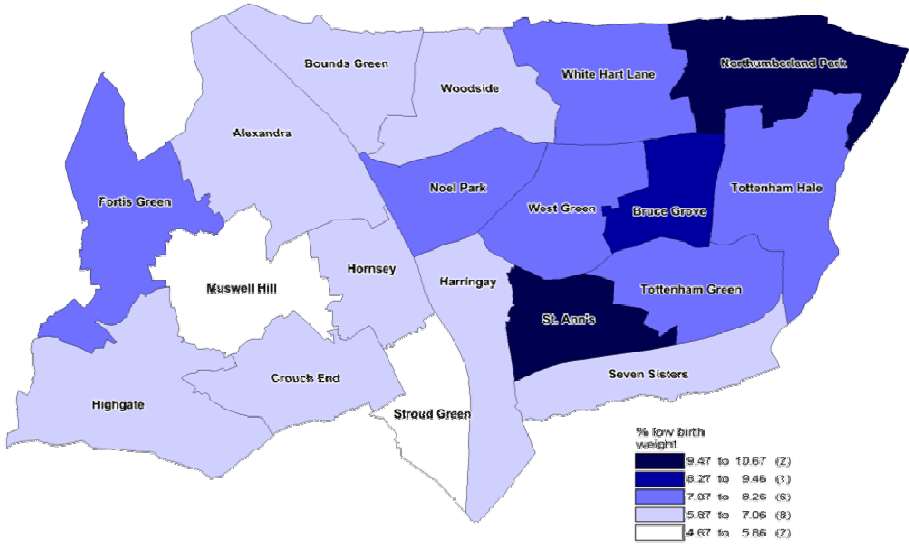 Bounds Green
Woodside
White Hart Lane
Northumberland Park
Alexandra
Fortis Green
Noel Park
West Green
Bruce Grove
Tottenham Hale
Muswell Hill
Hornsey
Harringay
Tottenham Green
St. Ann's
Crouch End
Seven Sisters
Highgate
Stroud Green
% low birth
weight
9.47 to 10.67 (2)
8.27 to 9.46 (1)
7.07 to 8.26 (6)
5.87 to 7.06 (8)
4.67 to 5.86 (2)